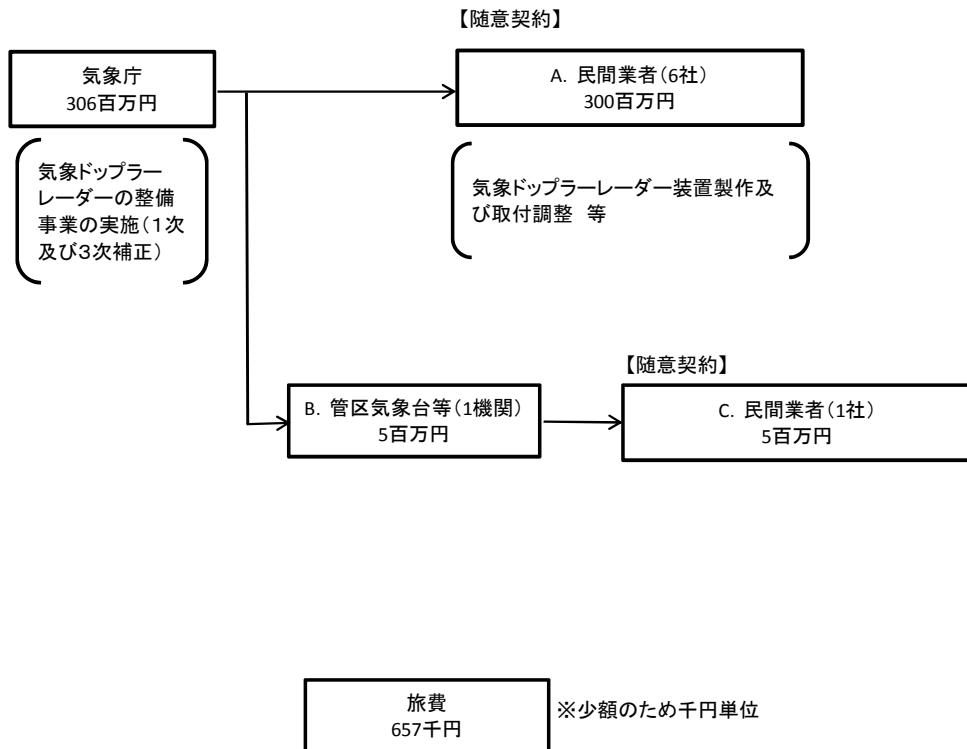 【随意契約】
気象庁
306百万円
A. 民間業者(6社)
300百万円
気象ドップラー
レーダーの整備
事業の実施(1次
及び3次補正)
気象ドップラーレーダー装置製作及
び取付調整 等
【随意契約】
B. 管区気象台等(1機関)
5百万円
C. 民間業者(1社)
5百万円
旅費
657千円
※少額のため千円単位